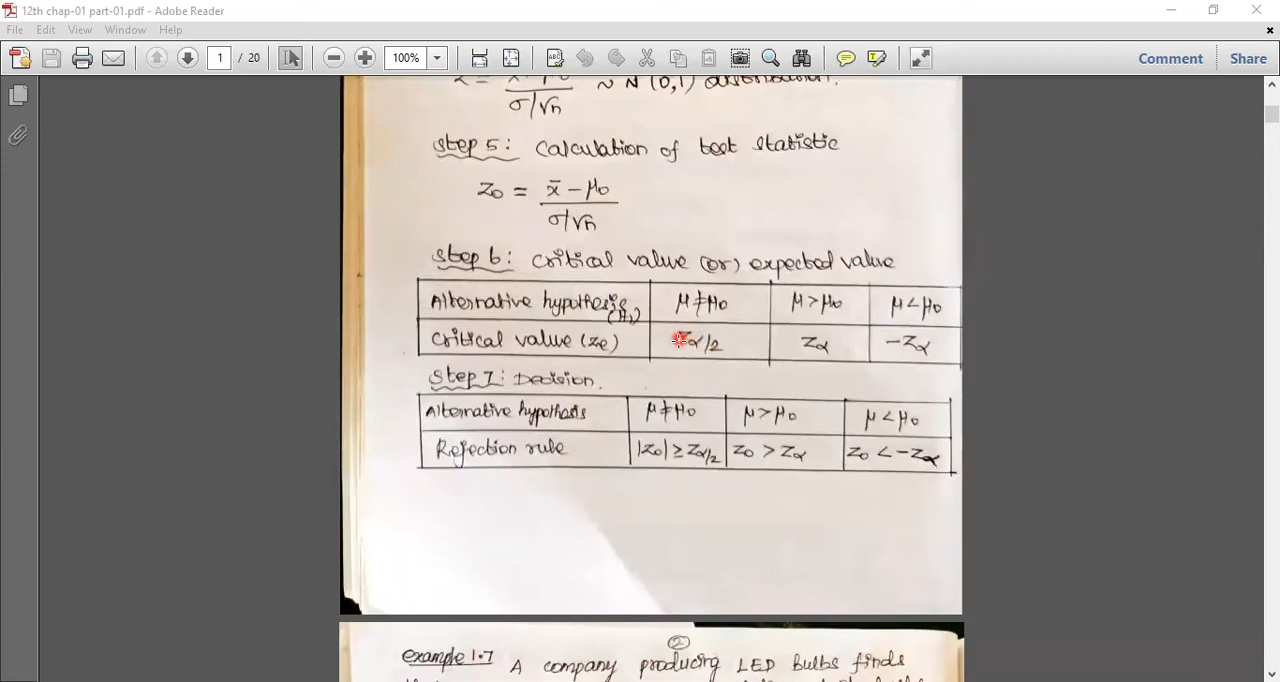 12th chap-01 part-01.pdf - Adobe Reader
File Edit View Window Help
1 / 20 100% Comment Share
σ/√n ~ N (0,1) distribution.
Step 5: Calculation of test statistic
Z0 = x̄ - μ0
σ/√n
Step 6: Critical value (or) expected value
Alternative hypothesis (H1) μ ≠ μ0 μ > μ0 μ < μ0
Critical value (Ze) Zα/2 Zα -Zα
Step 7: Decision.
Alternative hypothesis μ ≠ μ0 μ > μ0 μ < μ0
Rejection rule |Z0| ≥ Zα/2 Z0 > Zα Z0 < -Zα
2
Example 1.7 A company producing LED Bulbs finds